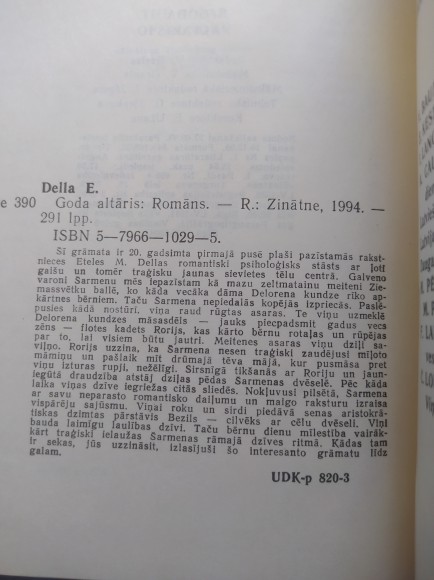 Della E.
e 390 Goda altāris: Romāns. — R.: Zinātne, 1994. —
291 lpp.
ISBN 5—7966—1029—5.
Šī grāmata ir 20. gadsimta pirmajā pusē plaši pazīstamās rakst-
nieces Eteles M. Dellas romantiski psiholoģisks stāsts ar ļoti
gaišu un tomēr traģisku jaunas sievietes tēlu centrā. Galveno
varoni Sarmenu mēs iepazīstam kā mazu zeltmatainu meiteni Zie-
massvētku ballē, ko kāda vecāka dāma Delorena kundze rīko ap-
kārtnes bērniem. Taču Sarmena nepiedalās kopējās izpriecās. Paslē-
pusies kādā nostūrī, viņa raud rūgtas asaras. Te viņu uzmeklē
Delorena kundzes māsasdēls — jauks piecpadsmit gadus vecs
zēns — flotes kadets Rorijs, kas kārto bērnu rotaļas un rūpējas
par to, lai visiem būtu jautri. Meitenes asaras viņu dziļi sa-
viļņo. Rorijs uzzina, ka Sarmena nesen traģiski zaudējusi mīļoto
māmiņu un pašlaik mīt drūmajā tēva mājā, kur pusmāsa pret
viņu izturas rupji, nežēlīgi. Sirsnīgā tikšanās ar Roriju un jaun-
iegūtā draudzība atstāj dziļas pēdas Sarmenas dvēselē. Pēc kāda
laika viņas dzīve iegriežas citās sliedēs. Nokļuvusi pilsētā, Sarmena
ar savu neparasto romantisko daiļumu un maigo raksturu izraisa
vispārēju sajūsmu. Viņai roku un sirdi piedāvā senas aristokrā-
tiskas dzimtas pārstāvis Bezils — cilvēks ar cēlu dvēseli. Viņi
bauda laimīgu laulības dzīvi. Taču bērnu dienu mīlestība vairāk-
kārt traģiski ielaužas Sarmenas rāmajā dzīves ritmā. Kādas tam
ir sekas, jūs uzzināsit, izlasījuši šo interesanto grāmatu līdz
galam.
UDK-p 820-3